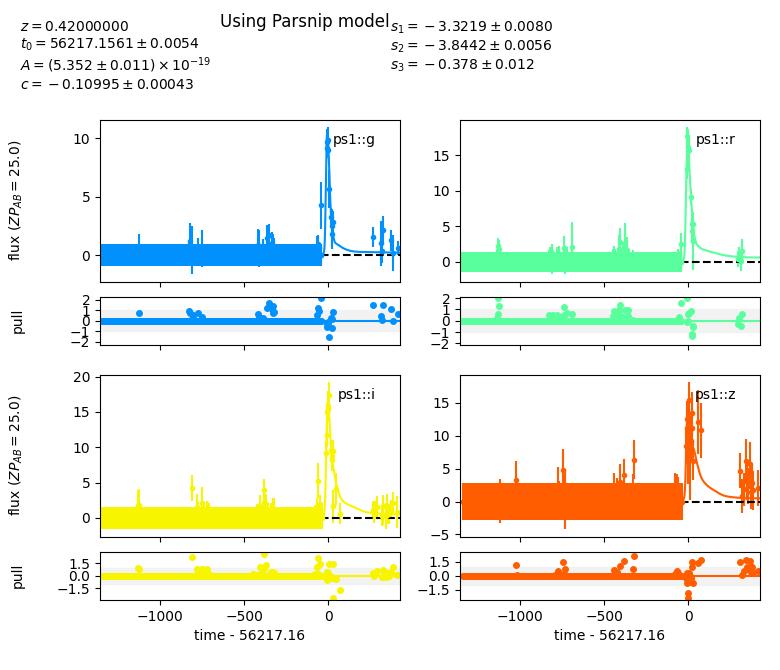 Using Parsnip model
z = 0.42000000
t₀ = 56217.1561 ± 0.0054
A = (5.352 ± 0.011) × 10⁻¹⁹
c = −0.10995 ± 0.00043
s₁ = −3.3219 ± 0.0080
s₂ = −3.8442 ± 0.0056
s₃ = −0.378 ± 0.012
flux (ZP_AB = 25.0)
10
5
0
ps1::g
15
10
5
0
ps1::r
pull
2
1
0
−1
−2
2
1
0
−1
−2
flux (ZP_AB = 25.0)
20
15
10
5
0
ps1::i
15
10
5
0
−5
ps1::z
pull
1.5
0.0
−1.5
1.5
0.0
−1.5
−1000 −500 0
time - 56217.16
−1000 −500 0
time - 56217.16